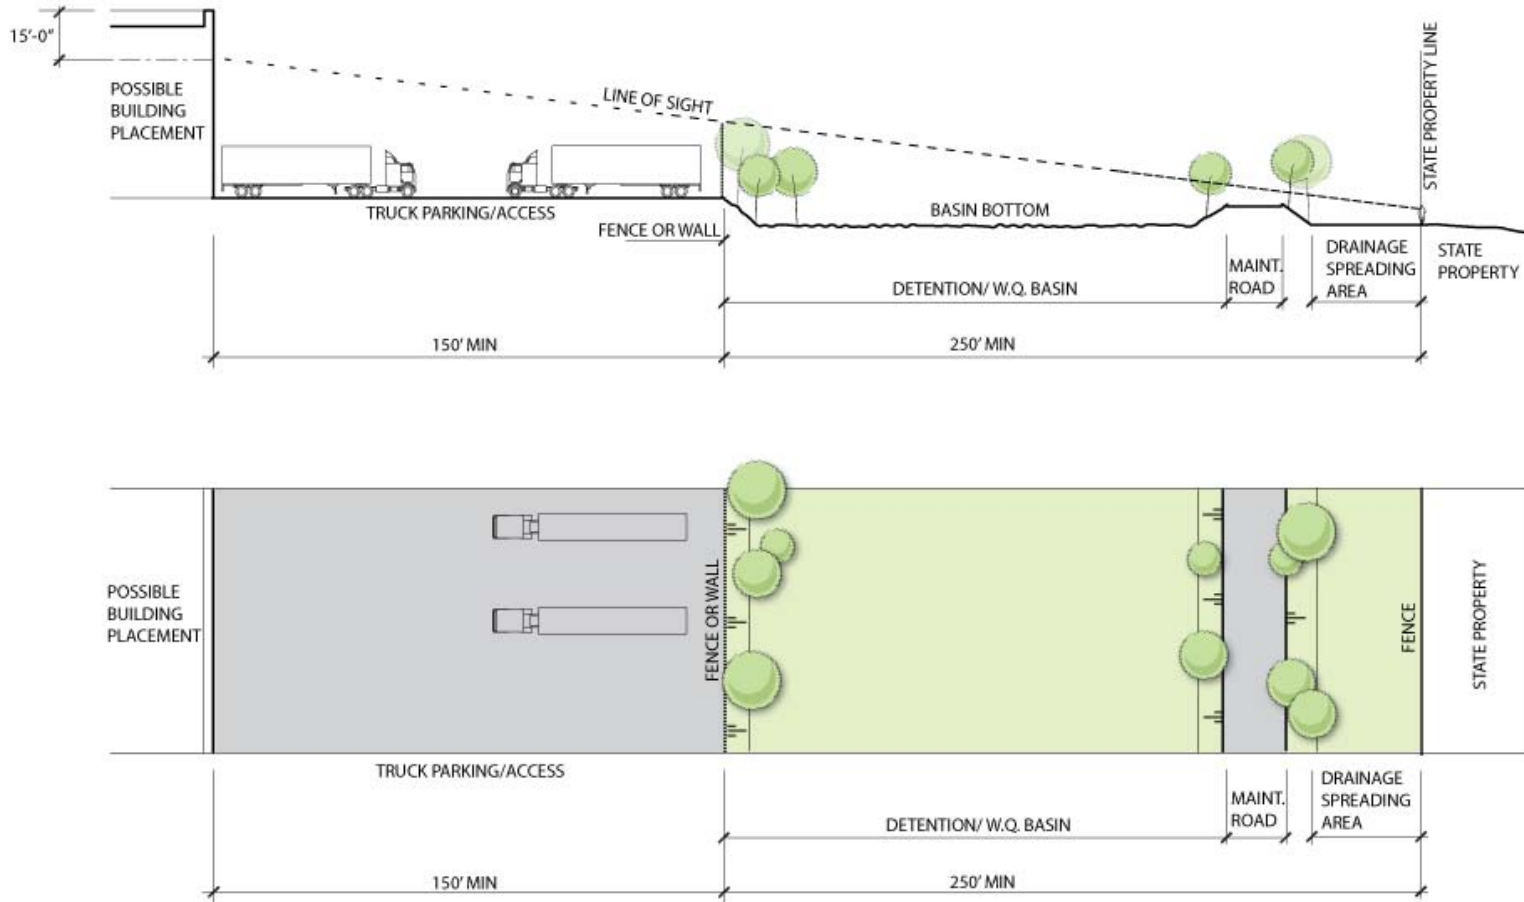 15'-0"
POSSIBLE
BUILDING
PLACEMENT
LINE OF SIGHT
STATE PROPERTY LINE
TRUCK PARKING/ACCESS
FENCE OR WALL
BASIN BOTTOM
DETENTION/ W.Q. BASIN
MAINT.
ROAD
DRAINAGE
SPREADING
AREA
STATE
PROPERTY
150' MIN
250' MIN
POSSIBLE
BUILDING
PLACEMENT
FENCE OR WALL
FENCE
STATE PROPERTY
TRUCK PARKING/ACCESS
DETENTION/ W.Q. BASIN
MAINT.
ROAD
DRAINAGE
SPREADING
AREA
150' MIN
250' MIN